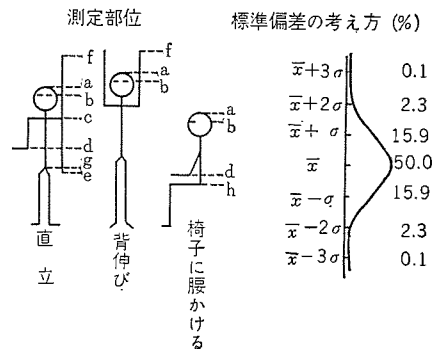 測定部位
f
a
b
c
d
g
e
直立
f
a
b
背伸び
a
b
d
h
椅子に腰かける
標準偏差の考え方 (%)
x̄+3σ 0.1
x̄+2σ 2.3
x̄+ σ 15.9
x̄ 50.0
x̄−σ 15.9
x̄−2σ 2.3
x̄−3σ 0.1